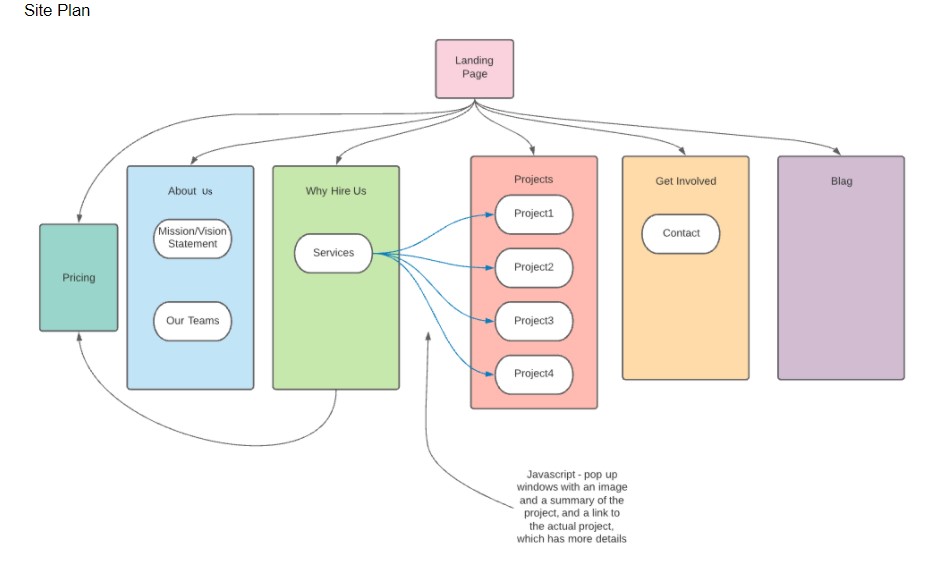 Site Plan
Landing
Page
About Us
Why Hire Us
Projects
Get Involved
Blag
Pricing
Mission/Vision
Statement
Our Teams
Services
Project1
Project2
Project3
Project4
Contact
Javascript - pop up
windows with an image
and a summary of the
project, and a link to
the actual project,
which has more details